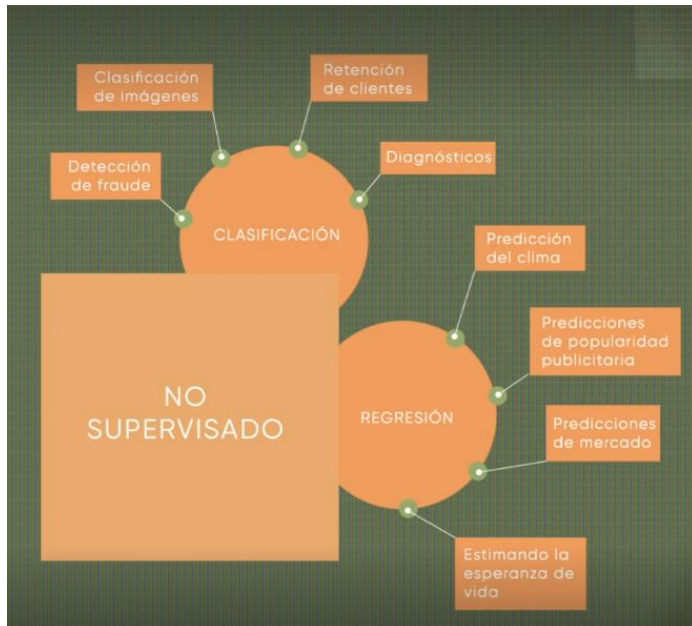 Clasificación
de imágenes
Retención
de clientes
Detección
de fraude
Diagnósticos
CLASIFICACIÓN
Predicción
del clima
Predicciones
de popularidad
publicitaria
NO
SUPERVISADO
REGRESIÓN
Predicciones
de mercado
Estimando la
esperanza de
vida